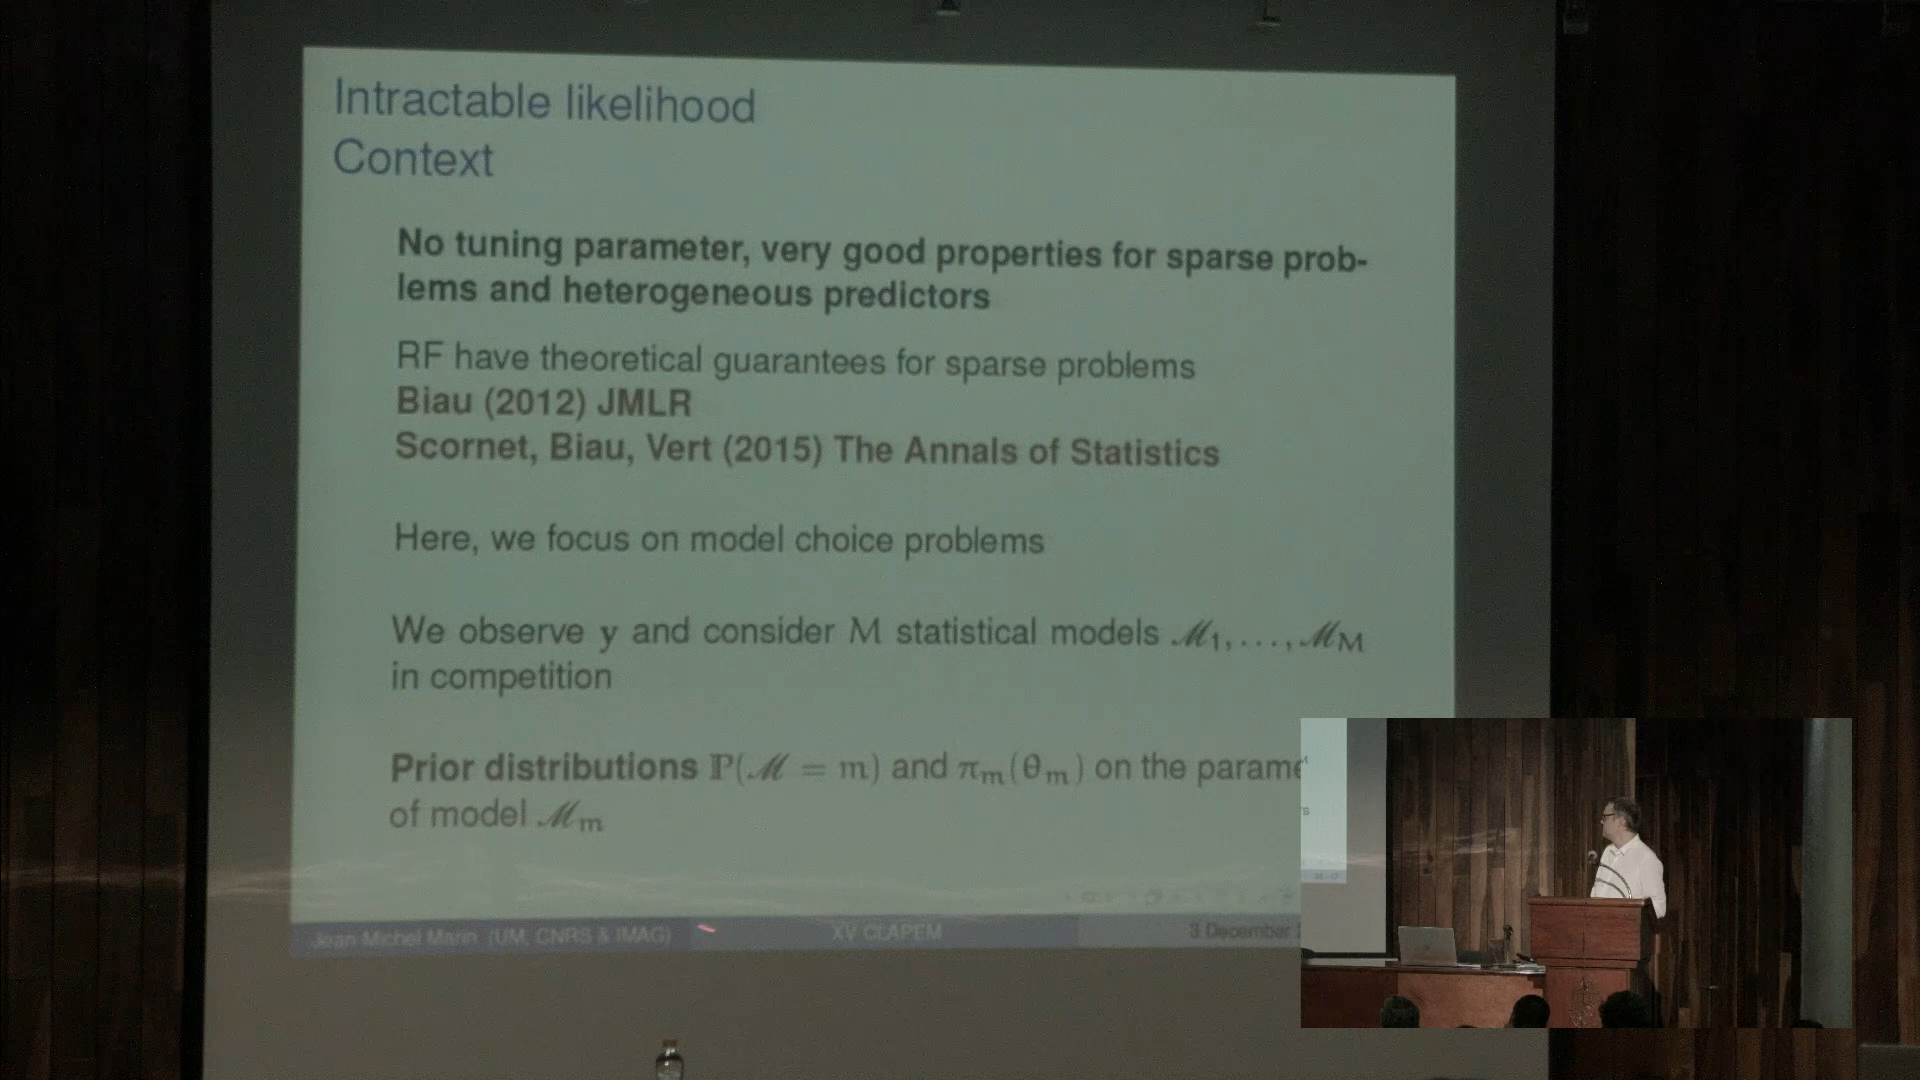 Intractable likelihood
Context
No tuning parameter, very good properties for sparse prob-
lems and heterogeneous predictors
RF have theoretical guarantees for sparse problems
Biau (2012) JMLR
Scornet, Biau, Vert (2015) The Annals of Statistics
Here, we focus on model choice problems
We observe y and consider M statistical models ℳ₁,...,ℳ_M
in competition
Prior distributions ℙ(ℳ = m) and π_m(θ_m) on the parame
of model ℳ_m
Jean Michel Marin (UM, CNRS & IMAG) XV CLAPEM 3 December